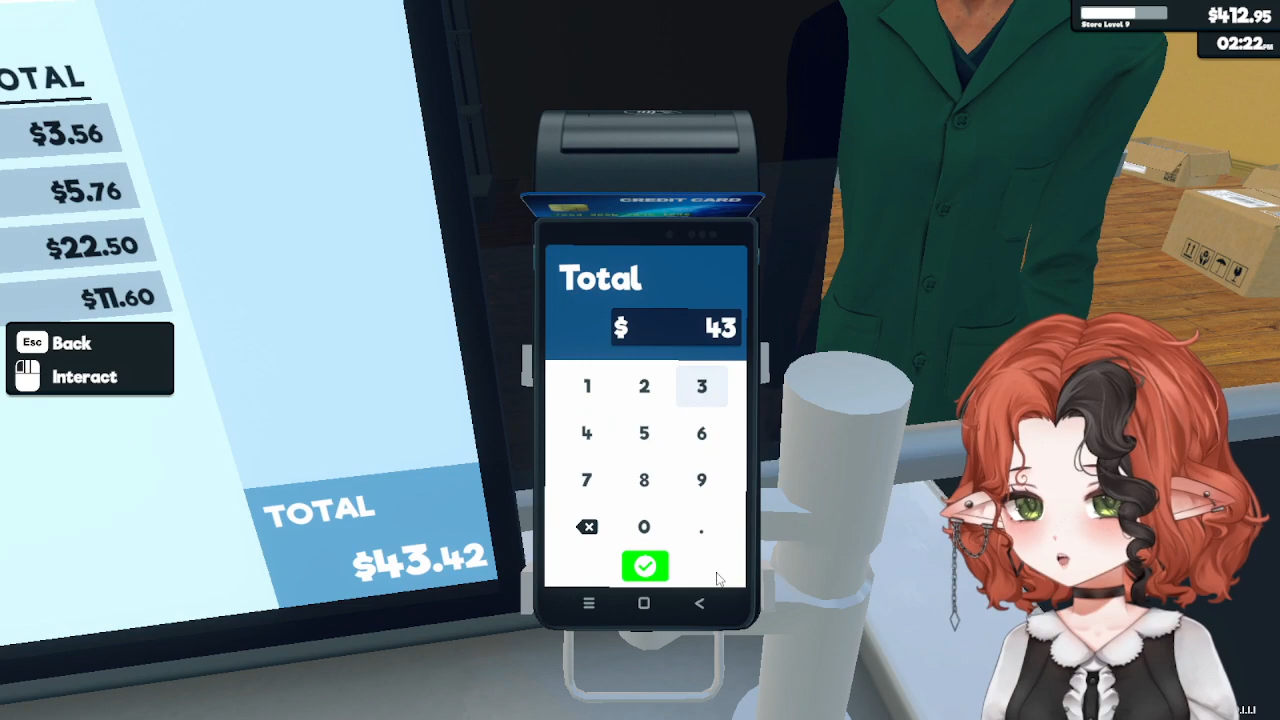 OTAL
$3.56
$5.76
$22.50
$11.60
Esc Back
Interact
TOTAL
$43.42
CREDIT CARD
Total
$ 43
1 2 3
4 5 6
7 8 9
0 .
Store Level 9
$412.95
02:22PM